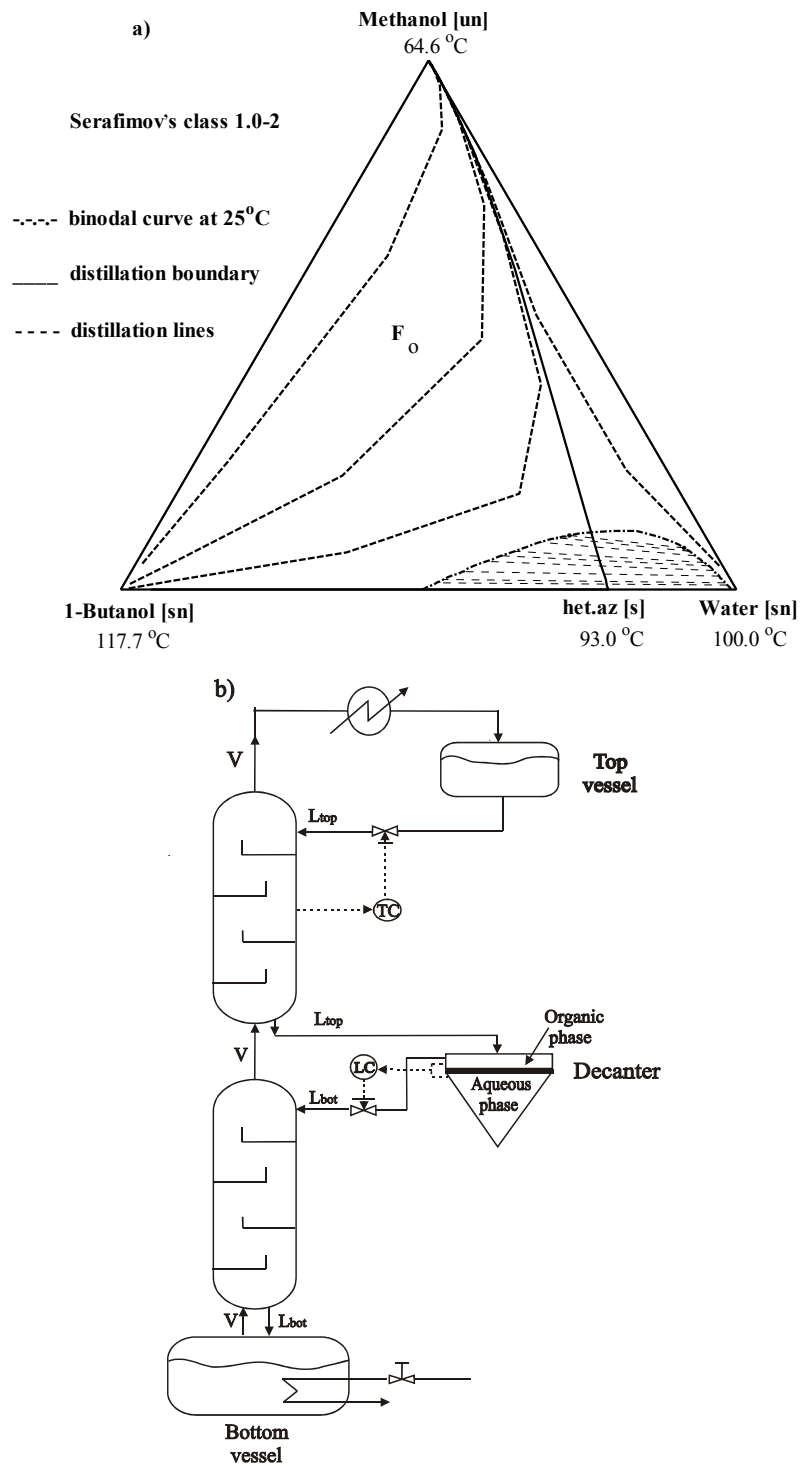 a)
Methanol [un]
64.6 °C
Serafimov's class 1.0-2
-.-.-.- binodal curve at 25°C
____ distillation boundary
- - - - distillation lines
F o
1-Butanol [sn]
117.7 °C
het.az [s]
93.0 °C
Water [sn]
100.0 °C
b)
V
Top
vessel
Ltop
TC
Ltop
Organic
phase
V
LC
Decanter
Aqueous
phase
Lbot
V
Lbot
Bottom
vessel